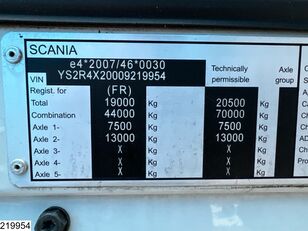 SCANIA
e4*2007/46*0030
VIN YS2R4X20009219954
Technically permissible
Axle group
Regist. for (FR)
Total 19000 Kg 20500 Kg
Combination 44000 Kg 70000 Kg
Axle 1- 7500 Kg 7500 Kg
Axle 2- 13000 Kg 13000 Kg
Axle 3- X Kg X Kg
Axle 4- X Kg X Kg
Axle 5- X Kg X Kg
219954